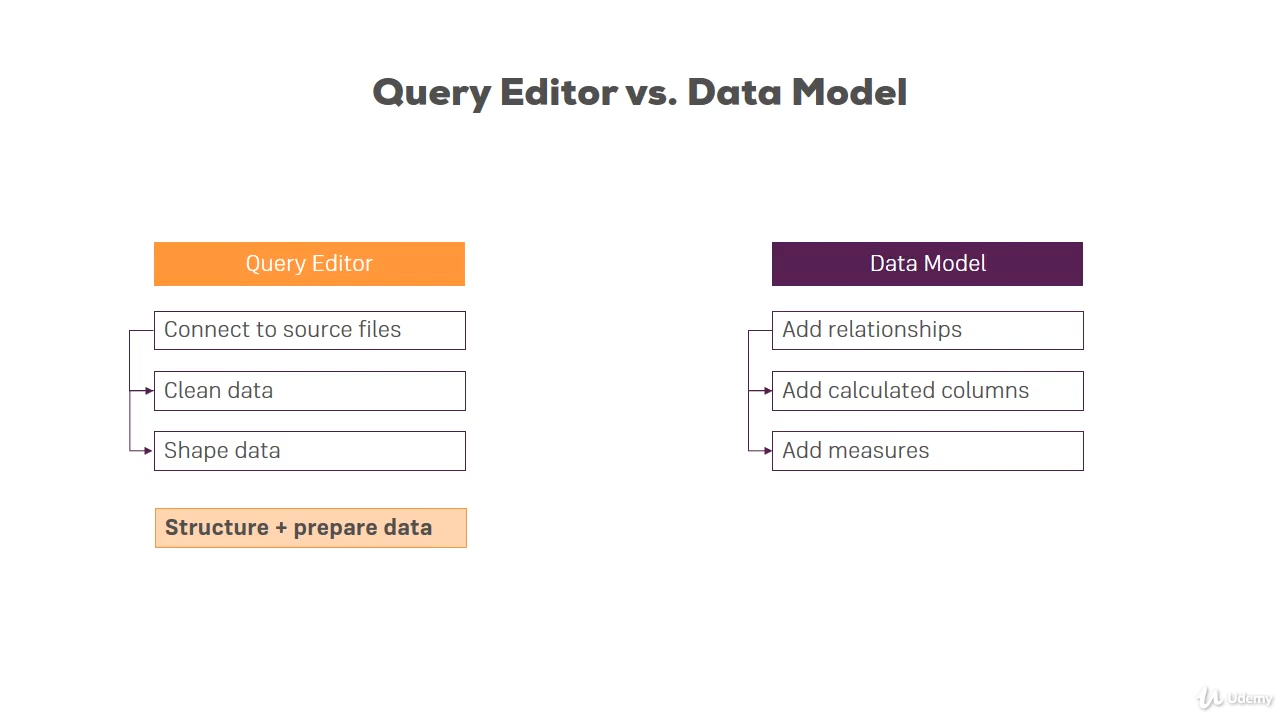 Query Editor vs. Data Model
Query Editor
Connect to source files
Clean data
Shape data
Structure + prepare data
Data Model
Add relationships
Add calculated columns
Add measures
Udemy